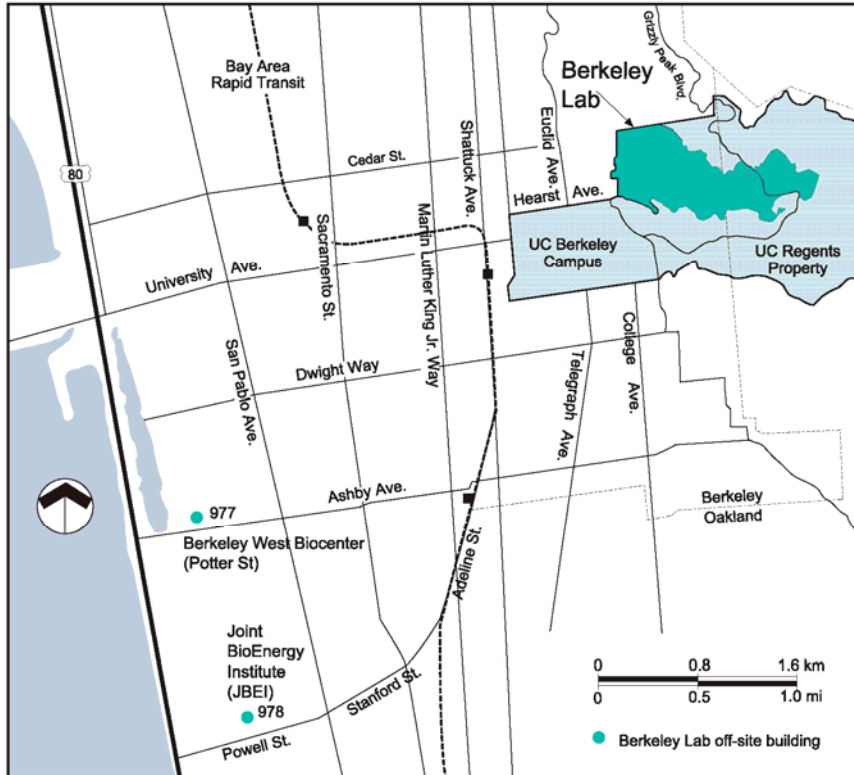 Bay Area
Rapid Transit
Grizzly Peak Blvd.
Berkeley
Lab
80
Cedar St.
Shattuck Ave.
Euclid Ave.
Hearst Ave.
Sacramento St.
Martin Luther King Jr. Way
UC Berkeley
Campus
UC Regents
Property
University Ave.
San Pablo Ave.
Dwight Way
Telegraph Ave.
College Ave.
Ashby Ave.
977
Berkeley West Biocenter
(Potter St)
Berkeley
Oakland
Adeline St.
Joint
BioEnergy
Institute
(JBEI)
978
Stanford St.
Powell St.
0 0.8 1.6 km
0 0.5 1.0 mi
Berkeley Lab off-site building